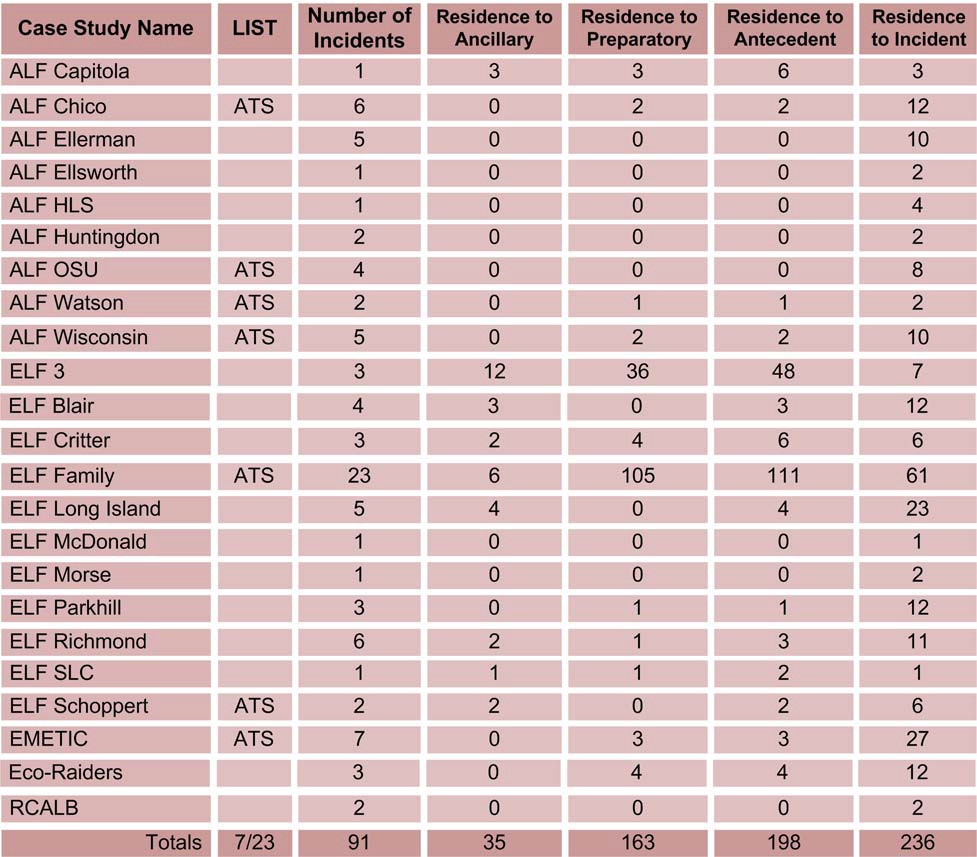 Case Study Name LIST Number of Incidents Residence to Ancillary Residence to Preparatory Residence to Antecedent Residence to Incident
ALF Capitola 1 3 3 6 3
ALF Chico ATS 6 0 2 2 12
ALF Ellerman 5 0 0 0 10
ALF Ellsworth 1 0 0 0 2
ALF HLS 1 0 0 0 4
ALF Huntingdon 2 0 0 0 2
ALF OSU ATS 4 0 0 0 8
ALF Watson ATS 2 0 1 1 2
ALF Wisconsin ATS 5 0 2 2 10
ELF 3 3 12 36 48 7
ELF Blair 4 3 0 3 12
ELF Critter 3 2 4 6 6
ELF Family ATS 23 6 105 111 61
ELF Long Island 5 4 0 4 23
ELF McDonald 1 0 0 0 1
ELF Morse 1 0 0 0 2
ELF Parkhill 3 0 1 1 12
ELF Richmond 6 2 1 3 11
ELF SLC 1 1 1 2 1
ELF Schoppert ATS 2 2 0 2 6
EMETIC ATS 7 0 3 3 27
Eco-Raiders 3 0 4 4 12
RCALB 2 0 0 0 2
Totals 7/23 91 35 163 198 236